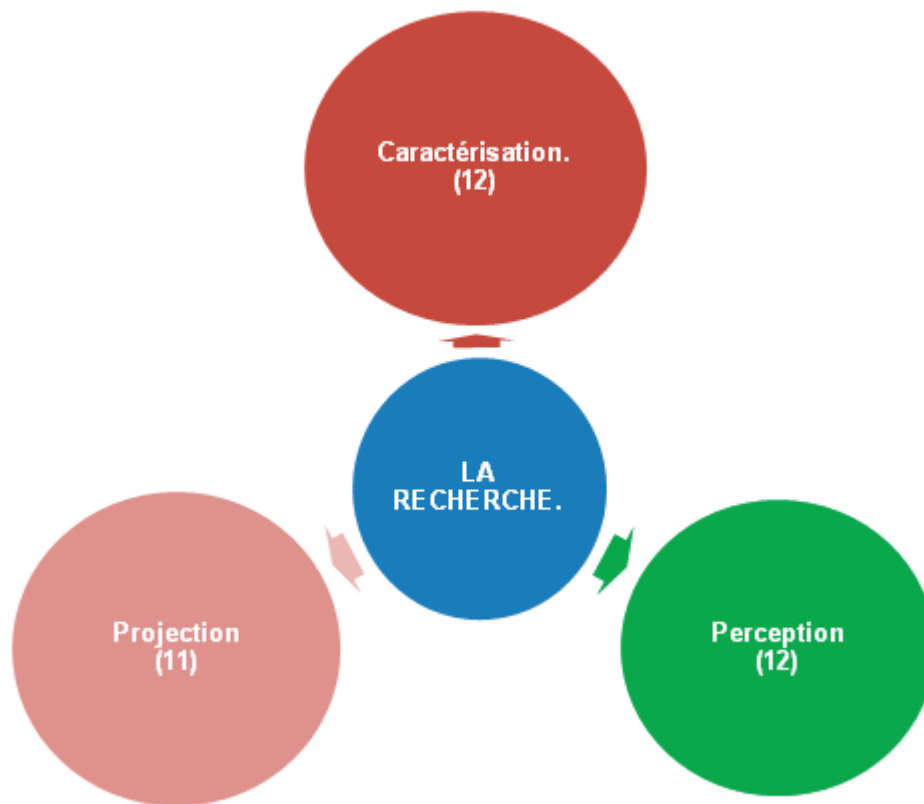 Caractérisation.
(12)
LA
RECHERCHE.
Projection
(11)
Perception
(12)